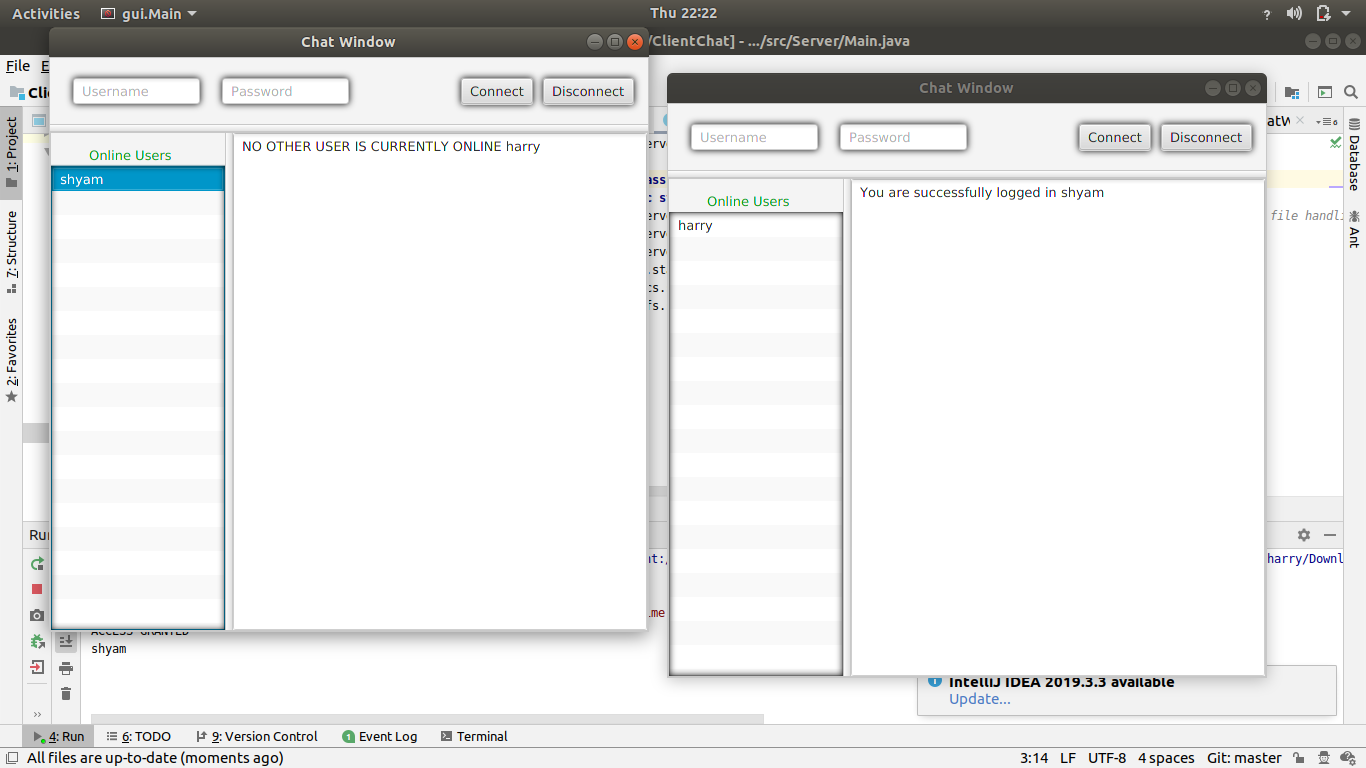 Activities gui.Main Thu 22:22
Chat Window
/ClientChat] - .../src/Server/Main.java
File E
Username Password Connect Disconnect
Online Users
shyam
NO OTHER USER IS CURRENTLY ONLINE harry
Chat Window
Username Password Connect Disconnect
Online Users
harry
You are successfully logged in shyam
1: Project
7: Structure
2: Favorites
Database
Ant
file handli
harry/Downl
ACCESS GRANTED
shyam
IntelliJ IDEA 2019.3.3 available
Update...
4: Run 6: TODO 9: Version Control 1 Event Log Terminal
All files are up-to-date (moments ago) 3:14 LF UTF-8 4 spaces Git: master